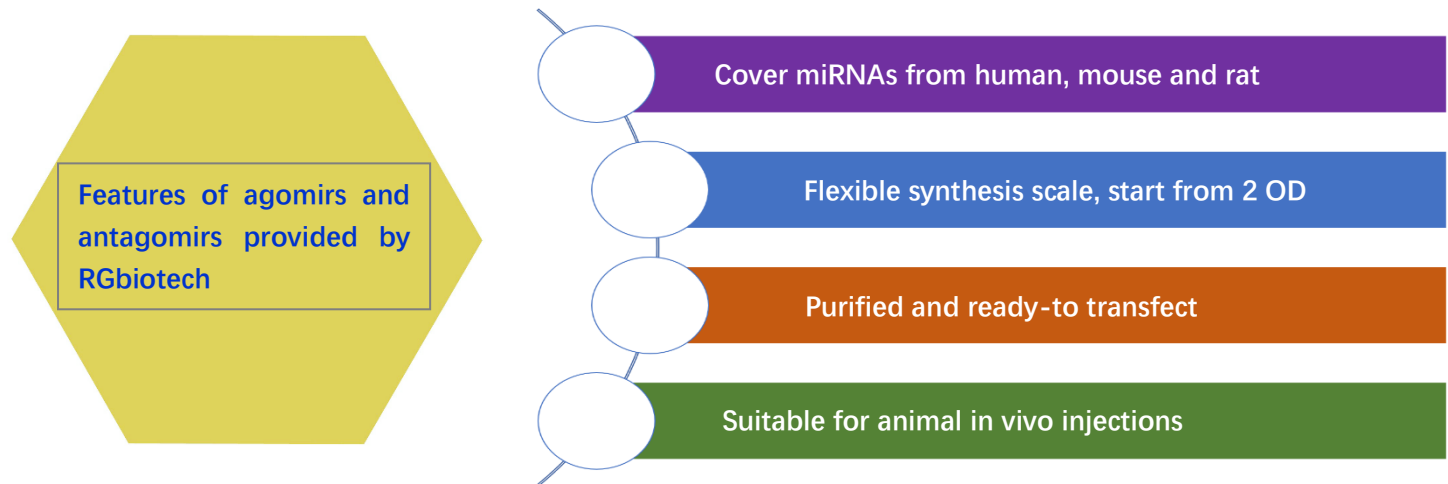 Features of agomirs and
antagomirs provided by
RGbiotech
Cover miRNAs from human, mouse and rat
Flexible synthesis scale, start from 2 OD
Purified and ready-to transfect
Suitable for animal in vivo injections